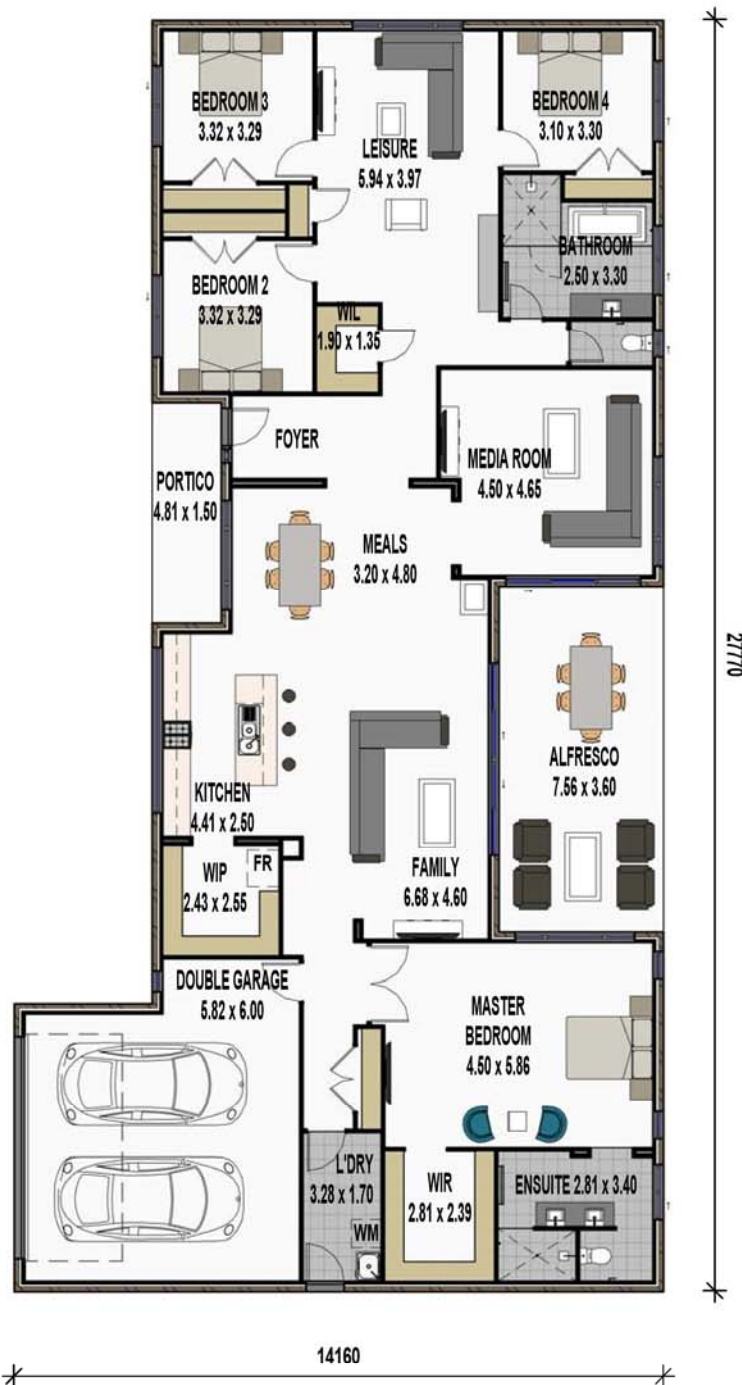 BEDROOM 3
3.32 x 3.29
LEISURE
5.94 x 3.97
BEDROOM 4
3.10 x 3.30
BATHROOM
2.50 x 3.30
BEDROOM 2
3.32 x 3.29
WIL
1.90 x 1.35
FOYER
PORTICO
4.81 x 1.50
MEDIA ROOM
4.50 x 4.65
MEALS
3.20 x 4.80
27770
ALFRESCO
7.56 x 3.60
KITCHEN
4.41 x 2.50
WIP
2.43 x 2.55
FR
FAMILY
6.68 x 4.60
DOUBLE GARAGE
5.82 x 6.00
MASTER
BEDROOM
4.50 x 5.86
L'DRY
3.28 x 1.70
WM
WIR
2.81 x 2.39
ENSUITE 2.81 x 3.40
14160